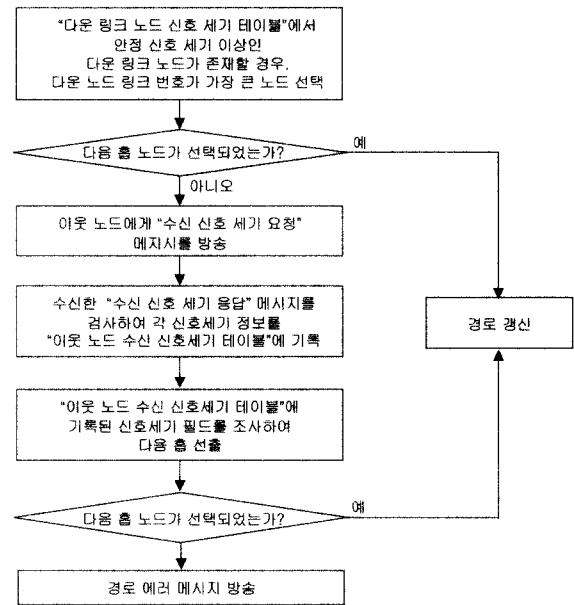 “다운 링크 노드 신호 세기 테이블”에서
안정 신호 세기 이상인
다운 링크 노드가 존재할 경우,
다운 노드 링크 번호가 가장 큰 노드 선택
다음 홉 노드가 선택되었는가?
예
아니오
이웃 노드에게 “수신 신호 세기 요청”
메시지를 방송
수신한 “수신 신호 세기 응답” 메시지를
검사하여 각 신호세기 정보를
“이웃 노드 수신 신호세기 테이블”에 기록
경로 갱신
“이웃 노드 수신 신호세기 테이블”에
기록된 신호세기 필드를 조사하여
다음 홉 선출
다음 홉 노드가 선택되었는가?
예
경로 에러 메시지 방송